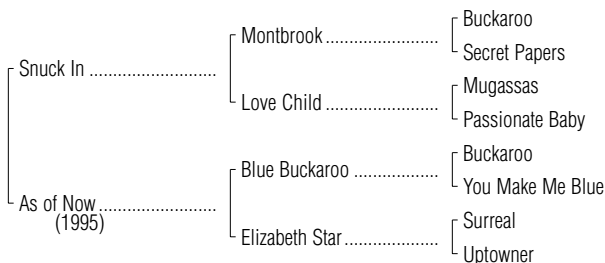 Buckaroo
Montbrook
Secret Papers
Snuck In
Mugassas
Love Child
Passionate Baby
Buckaroo
Blue Buckaroo
You Make Me Blue
As of Now
(1995)
Surreal
Elizabeth Star
Uptowner